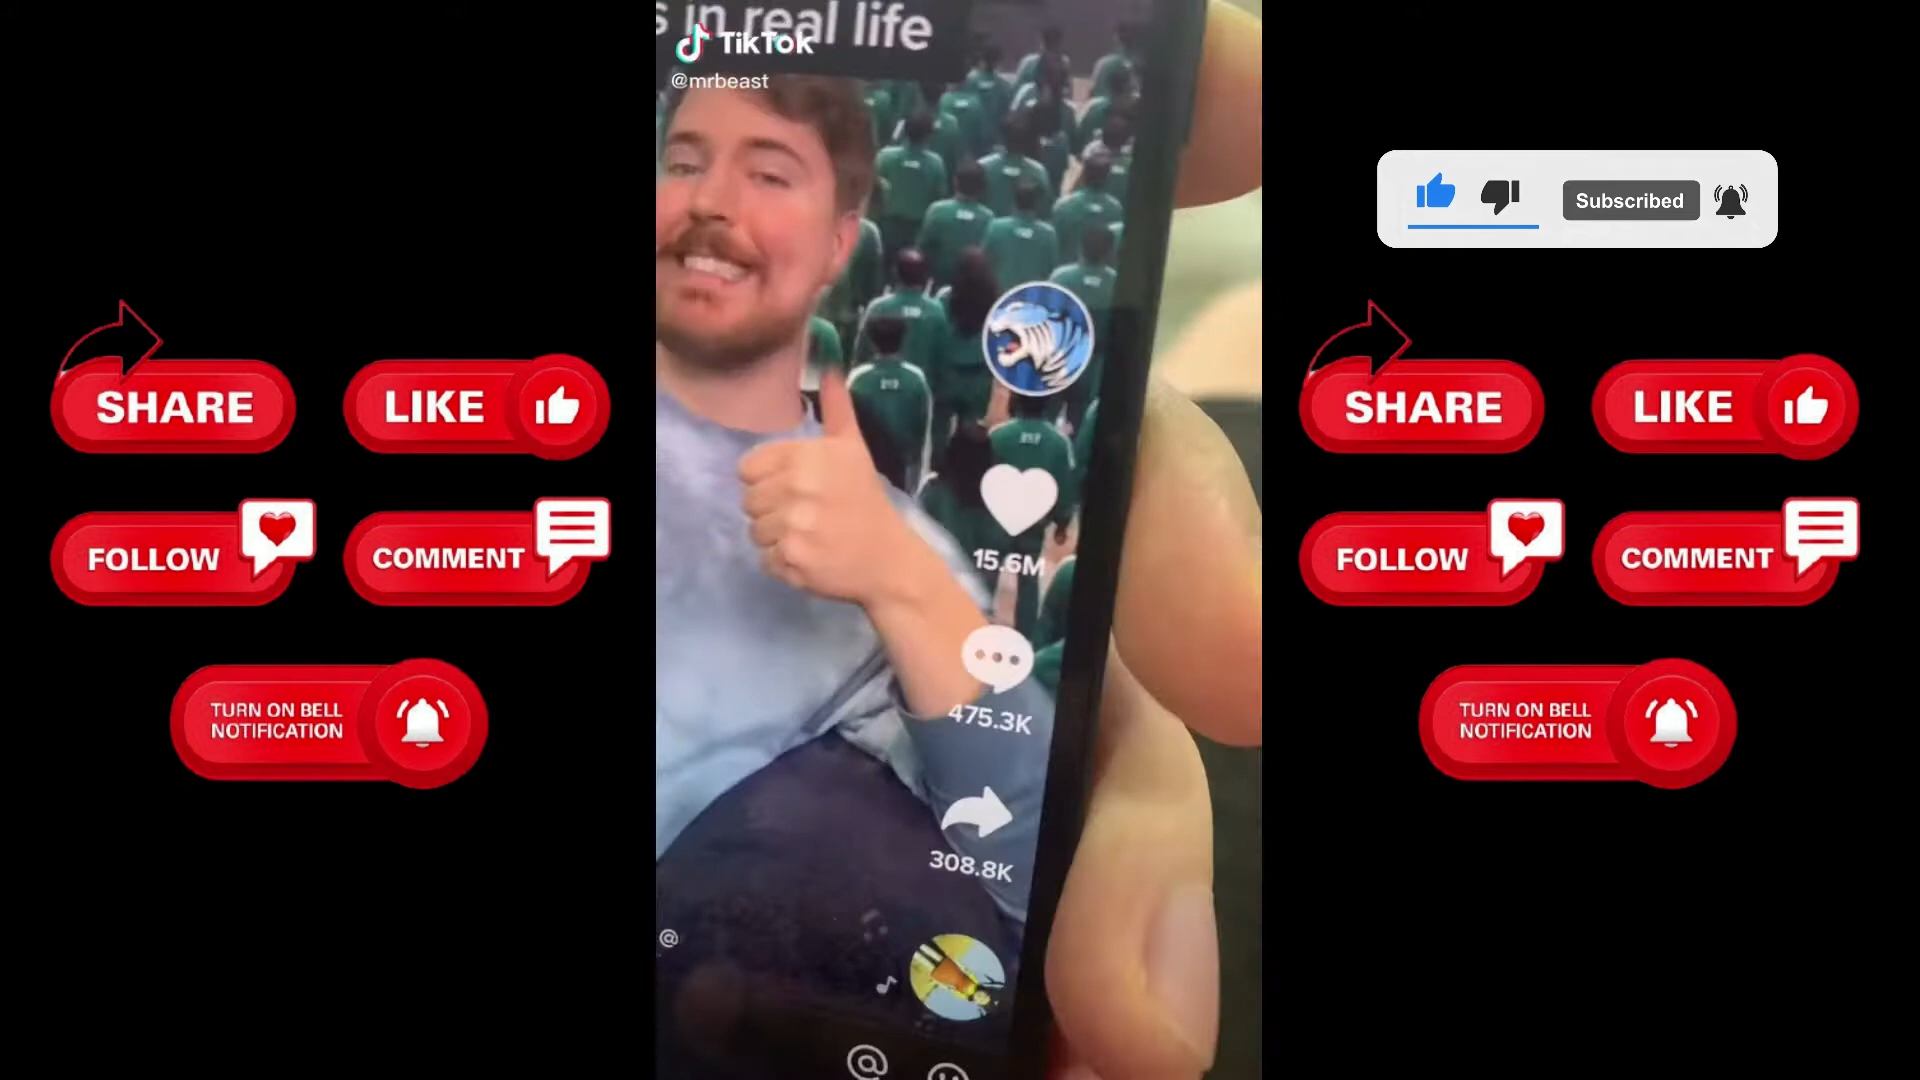 s in real life
TikTok
@mrbeast
Subscribed
SHARE
LIKE
FOLLOW
COMMENT
TURN ON BELL
NOTIFICATION
15.6M
475.3K
308.8K
@
@
SHARE
LIKE
FOLLOW
COMMENT
TURN ON BELL
NOTIFICATION